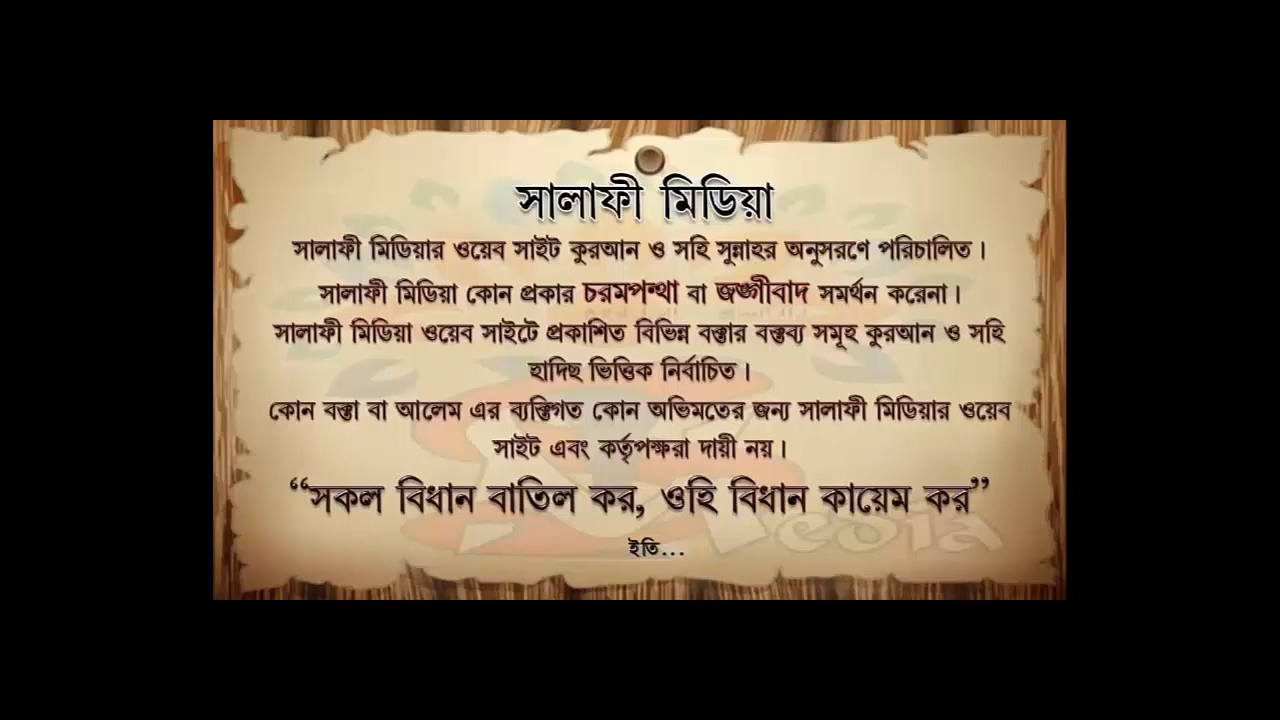 সালাফী মিডিয়া
সালাফী মিডিয়ার ওয়েব সাইট কুরআন ও সহি সুন্নাহর অনুসরণে পরিচালিত।
সালাফী মিডিয়া কোন প্রকার চরমপন্থা বা জঙ্গীবাদ সমর্থন করেনা।
সালাফী মিডিয়া ওয়েব সাইটে প্রকাশিত বিভিন্ন বক্তার বক্তব্য সমূহ কুরআন ও সহি
হাদিছ ভিত্তিক নির্বাচিত।
কোন বক্তা বা আলেম এর ব্যক্তিগত কোন অভিমতের জন্য সালাফী মিডিয়ার ওয়েব
সাইট এবং কর্তৃপক্ষরা দায়ী নয়।
“সকল বিধান বাতিল কর, ওহি বিধান কায়েম কর”
edia
ইতি...